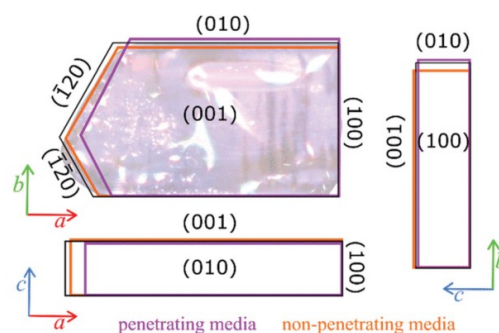 (010)
(1̄20)
(001)
(100)
(1̄2̄0)
b
a
(010)
(001)
(100)
b
c
(001)
(010)
(100)
c
a
penetrating media
non-penetrating media